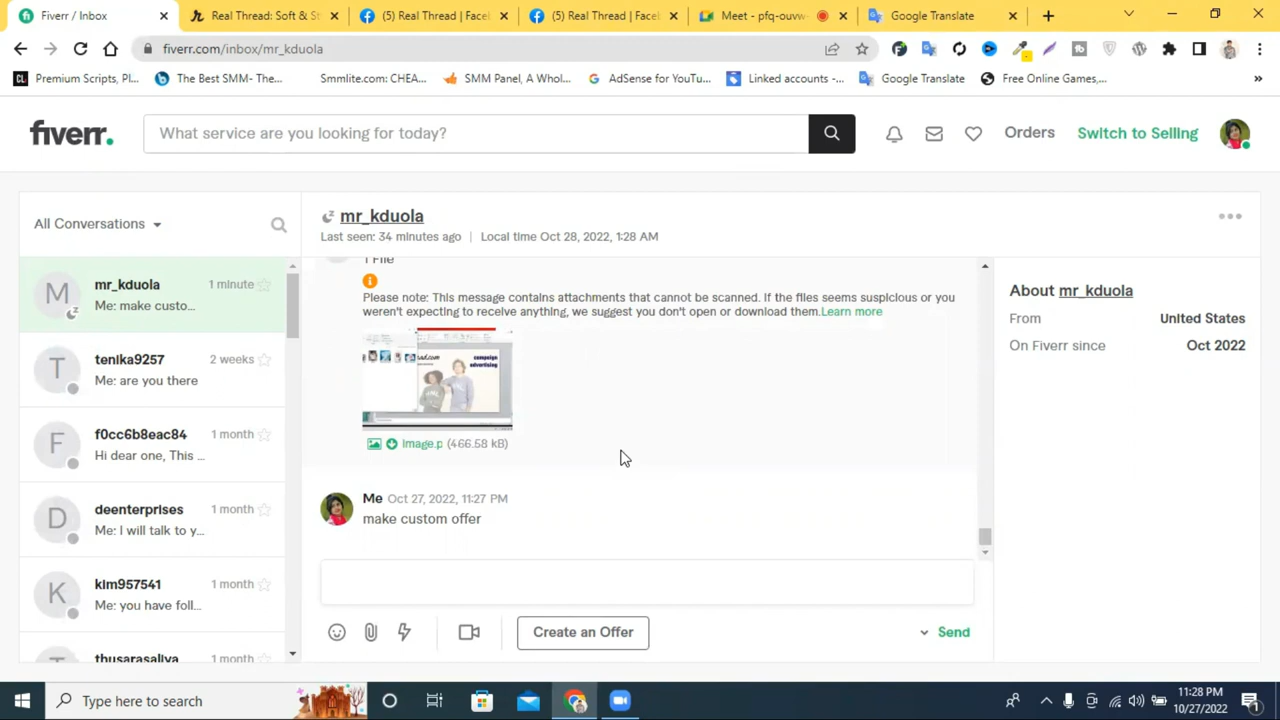 Fiverr / Inbox
Real Thread: Soft & St
(5) Real Thread | Faceb
(5) Real Thread | Faceb
Meet - pfq-ouvw-
Google Translate
fiverr.com/inbox/mr_kduola
Premium Scripts, Pl...
The Best SMM- The...
Smmlite.com: CHEA...
SMM Panel, A Whol...
AdSense for YouTu...
Linked accounts -...
Google Translate
Free Online Games,...
fiverr.
What service are you looking for today?
Orders
Switch to Selling
All Conversations
mr_kduola
Last seen: 34 minutes ago | Local time Oct 28, 2022, 1:28 AM
M
mr_kduola
1 minute
Me: make custo...
T
tenika9257
2 weeks
Me: are you there
F
f0cc6b8eac84
1 month
Hi dear one, This ...
D
deenterprises
1 month
Me: I will talk to y...
K
kim957541
1 month
Me: you have foll...
thusarasaliya
1 month
1 File
Please note: This message contains attachments that cannot be scanned. If the files seems suspicious or you
weren't expecting to receive anything, we suggest you don't open or download them.Learn more
campaign
advertising
Image.p (466.58 kB)
Me Oct 27, 2022, 11:27 PM
make custom offer
Create an Offer
Send
About mr_kduola
From United States
On Fiverr since Oct 2022
Type here to search
11:28 PM
10/27/2022
1